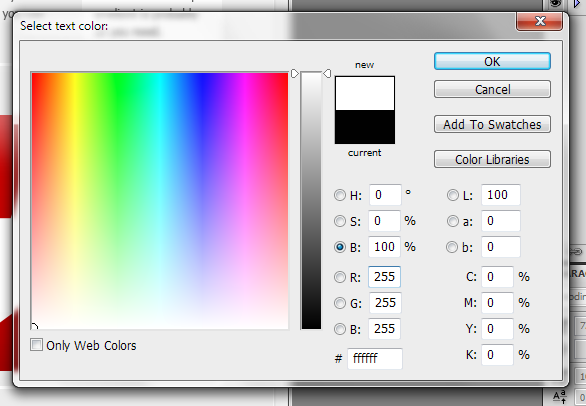 Select text color:
new
current
OK
Cancel
Add To Swatches
Color Libraries
H: 0 °
S: 0 %
B: 100 %
R: 255
G: 255
B: 255
# ffffff
L: 100
a: 0
b: 0
C: 0 %
M: 0 %
Y: 0 %
K: 0 %
Only Web Colors